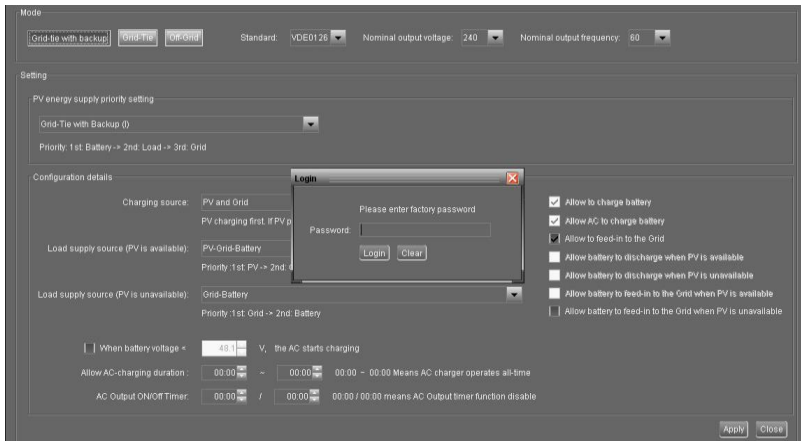 Mode
Grid-tie with backup Grid-Tie Off-Grid Standard: VDE0126 Nominal output voltage: 240 Nominal output frequency: 60
Setting
PV energy supply priority setting
Grid-Tie with Backup (I)
Priority: 1st: Battery-> 2nd: Load -> 3rd: Grid
Configuration details
Login
Charging source: PV and Grid
Allow to charge battery
Please enter factory password
PV charging first. If PV p
Allow AC to charge battery
Password:
Allow to feed-in to the Grid
Load supply source (PV is available): PV-Grid-Battery
Login Clear
Allow battery to discharge when PV is available
Priority :1st: PV-> 2nd:
Allow battery to discharge when PV is unavailable
Load supply source (PV is unavailable): Grid-Battery
Allow battery to feed-in to the Grid when PV is available
Priority :1st: Grid -> 2nd: Battery
Allow battery to feed-in to the Grid when PV is unavailable
When battery voltage < 48.1 V, the AC starts charging
Allow AC-charging duration : 00:00 ~ 00:00 00:00 ~ 00:00 Means AC charger operates all-time
AC Output ON/Off Timer: 00:00 / 00:00 00:00 / 00:00 means AC Output timer function disable
Apply Close